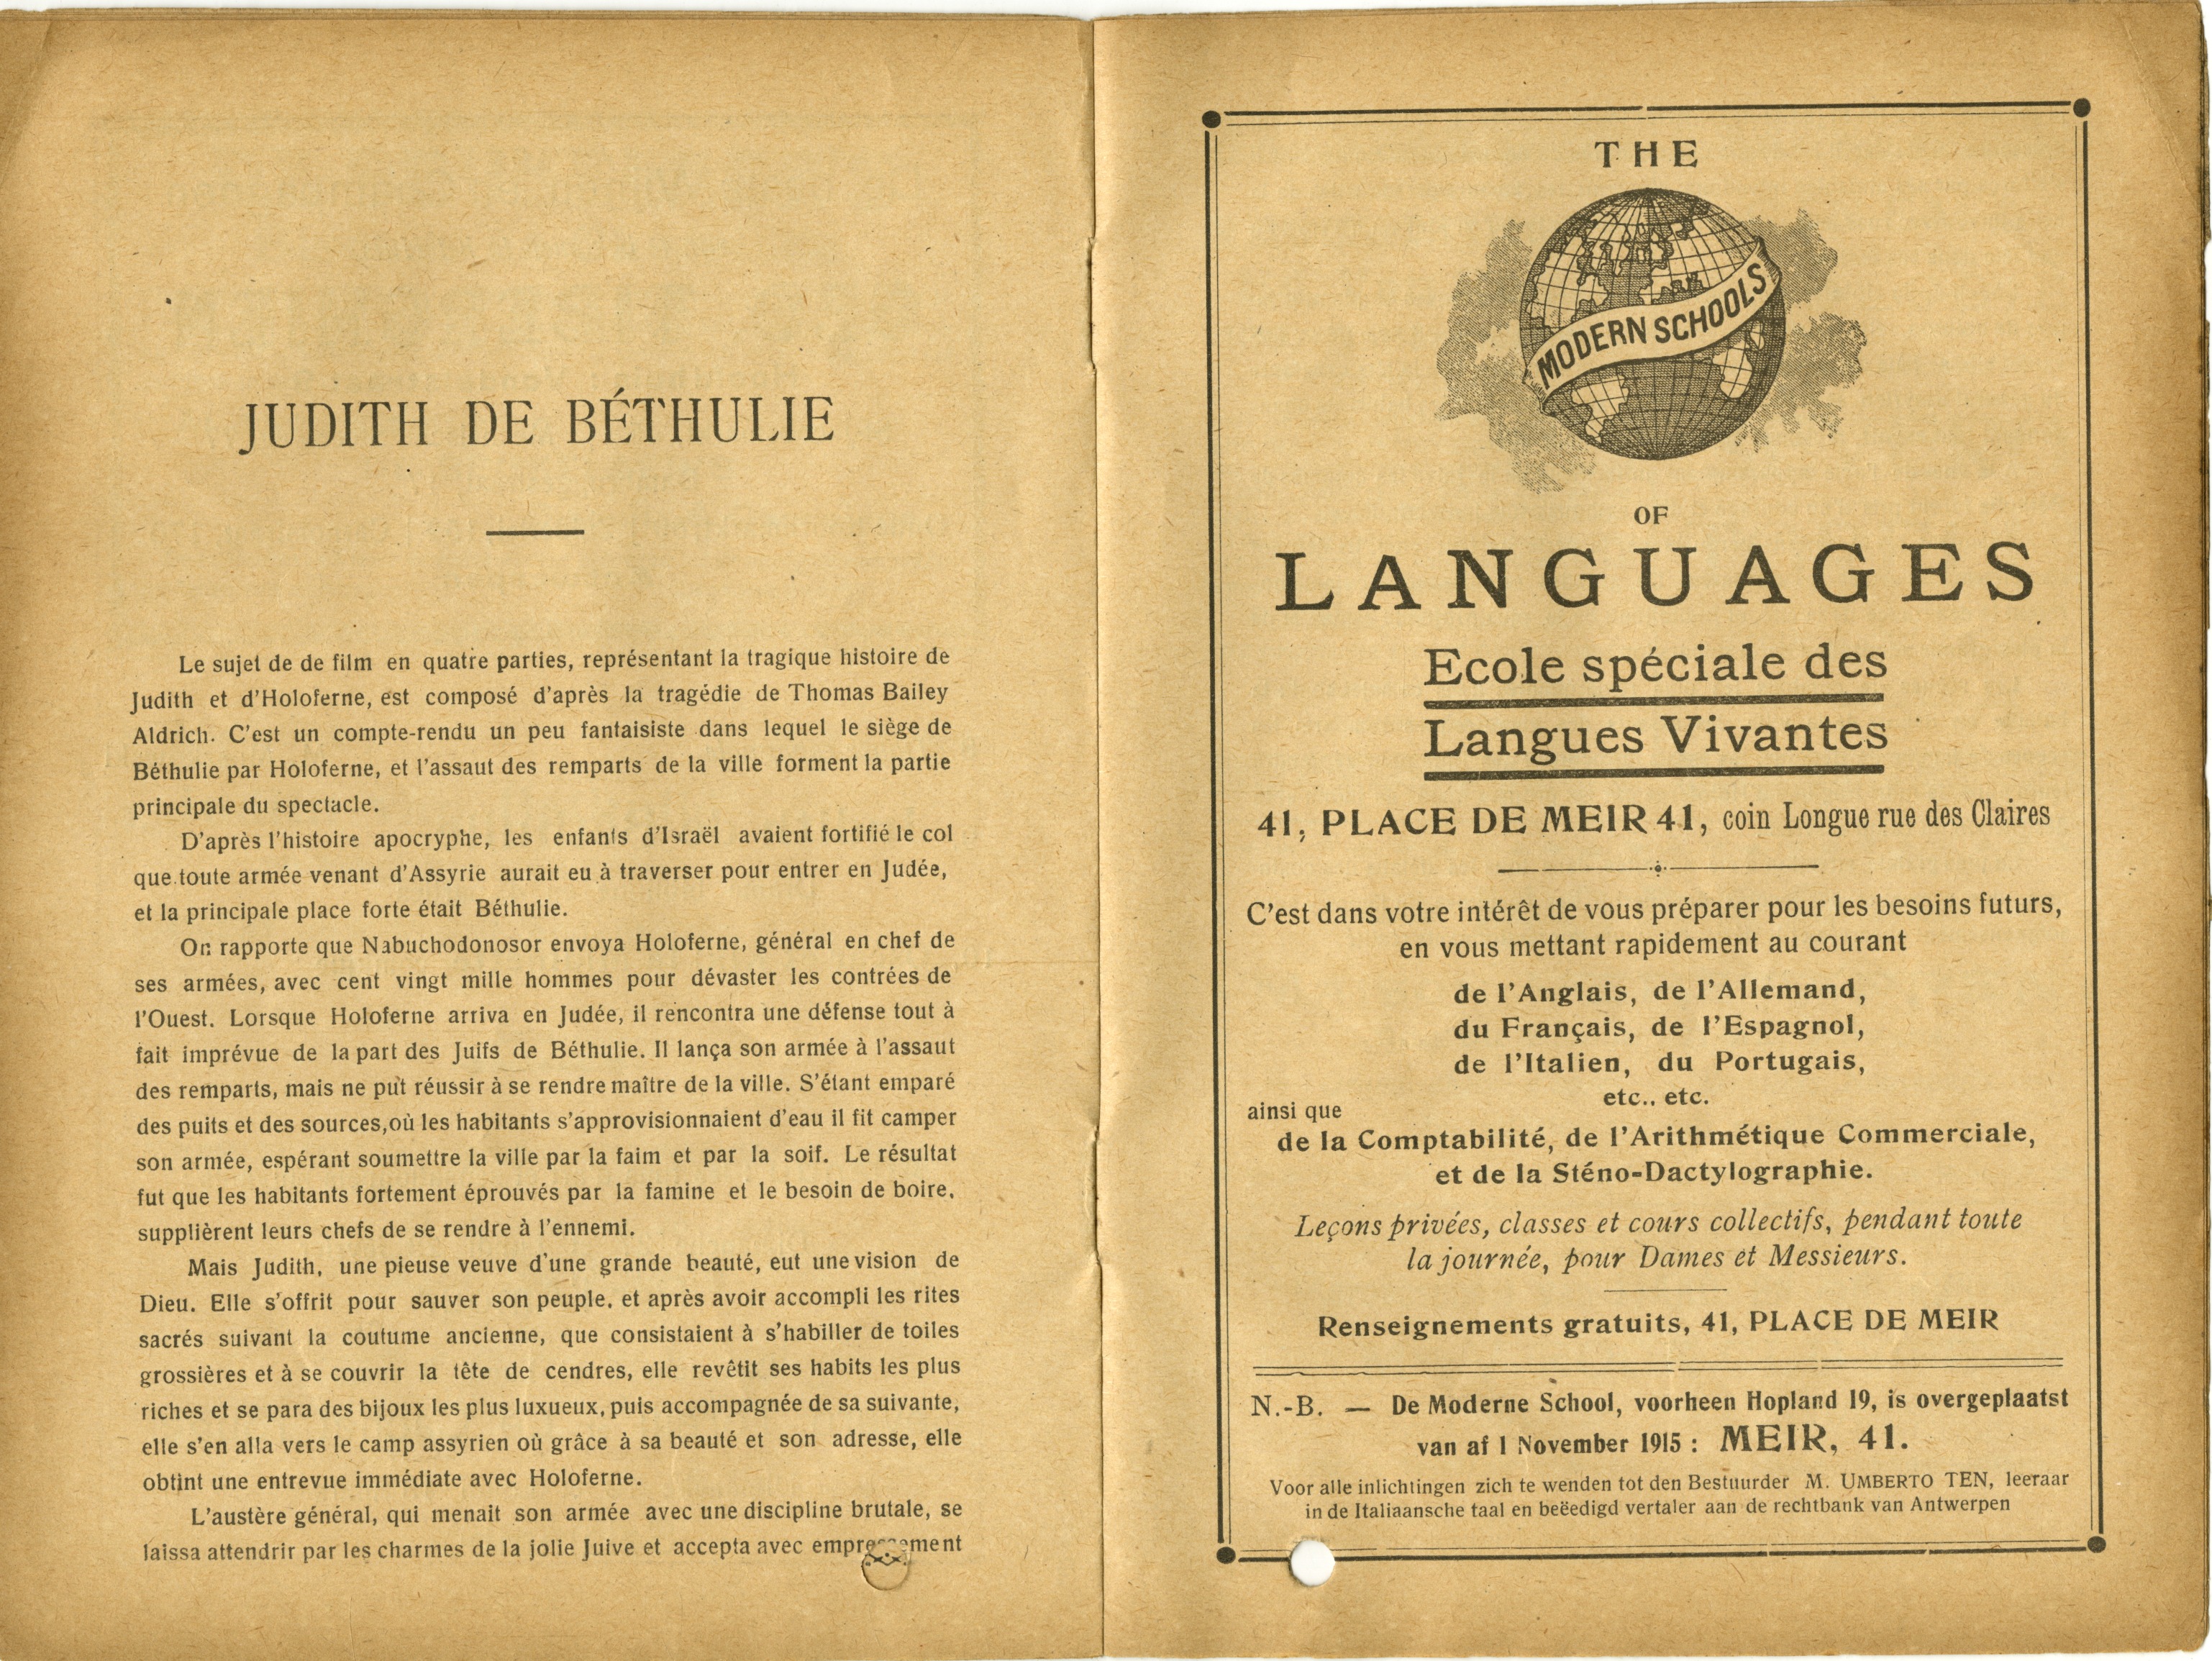 JUDITH DE BÉTHULIE
Le sujet de de film en quatre parties, représentant la tragique histoire de
Judith et d'Holoferne, est composé d'après la tragédie de Thomas Bailey
Aldrich. C'est un compte-rendu un peu fantaisiste dans lequel le siège de
Béthulie par Holoferne, et l'assaut des remparts de la ville forment la partie
principale du spectacle.
D'après l'histoire apocryphe, les enfants d'Israël avaient fortifié le col
que toute armée venant d'Assyrie aurait eu à traverser pour entrer en Judée,
et la principale place forte était Béthulie.
On rapporte que Nabuchodonosor envoya Holoferne, général en chef de
ses armées, avec cent vingt mille hommes pour dévaster les contrées de
l'Ouest. Lorsque Holoferne arriva en Judée, il rencontra une défense tout à
fait imprévue de la part des Juifs de Béthulie. Il lança son armée à l'assaut
des remparts, mais ne put réussir à se rendre maître de la ville. S'étant emparé
des puits et des sources, où les habitants s'approvisionnaient d'eau il fit camper
son armée, espérant soumettre la ville par la faim et par la soif. Le résultat
fut que les habitants fortement éprouvés par la famine et le besoin de boire,
supplièrent leurs chefs de se rendre à l'ennemi.
Mais Judith, une pieuse veuve d'une grande beauté, eut une vision de
Dieu. Elle s'offrit pour sauver son peuple, et après avoir accompli les rites
sacrés suivant la coutume ancienne, que consistaient à s'habiller de toiles
grossières et à se couvrir la tête de cendres, elle revêtit ses habits les plus
riches et se para des bijoux les plus luxueux, puis accompagnée de sa suivante,
elle s'en alla vers le camp assyrien où grâce à sa beauté et son adresse, elle
obtint une entrevue immédiate avec Holoferne.
L'austère général, qui menait son armée avec une discipline brutale, se
laissa attendrir par les charmes de la jolie Juive et accepta avec empressement
THE
MODERN SCHOOLS
OF
LANGUAGES
Ecole spéciale des
Langues Vivantes
41, PLACE DE MEIR 41, coin Longue rue des Claires
C'est dans votre intérêt de vous préparer pour les besoins futurs,
en vous mettant rapidement au courant
de l'Anglais, de l'Allemand,
du Français, de l'Espagnol,
de l'Italien, du Portugais,
etc., etc.
ainsi que
de la Comptabilité, de l'Arithmétique Commerciale,
et de la Sténo-Dactylographie.
Leçons privées, classes et cours collectifs, pendant toute
la journée, pour Dames et Messieurs.
Renseignements gratuits, 41, PLACE DE MEIR
N.-B. — De Moderne School, voorheen Hopland 19, is overgeplaatst
van af 1 November 1915 : MEIR, 41.
Voor alle inlichtingen zich te wenden tot den Bestuurder M. UMBERTO TEN, leeraar
in de Italiaansche taal en beëedigd vertaler aan de rechtbank van Antwerpen